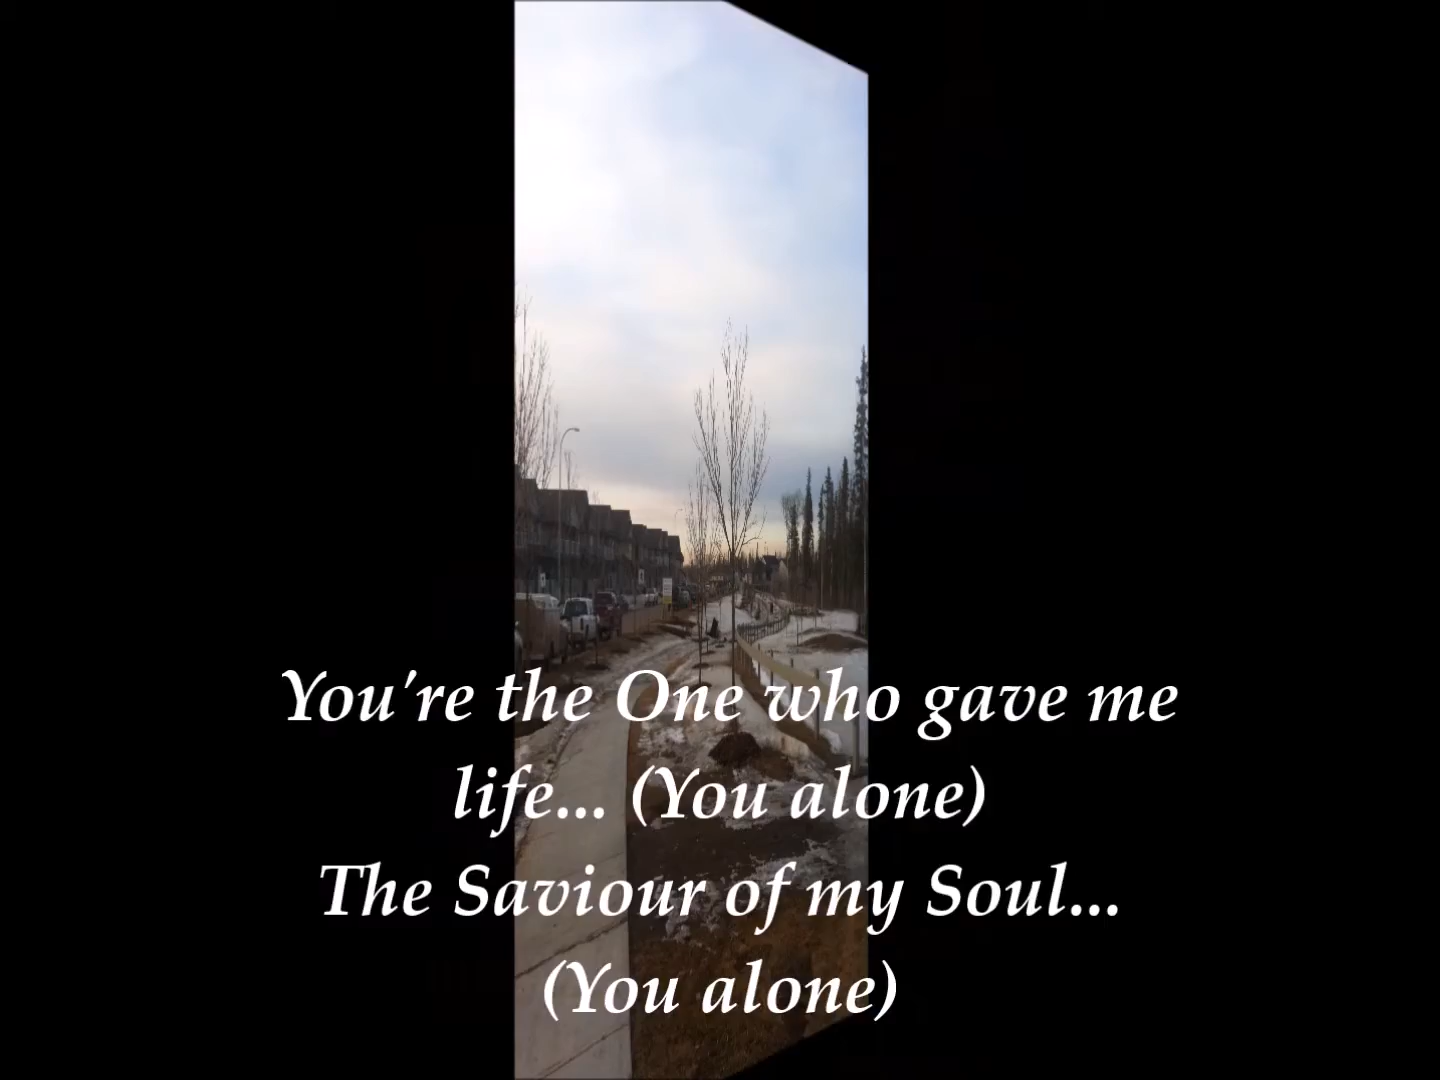 You're the One who gave me
life... (You alone)
The Saviour of my Soul...
(You alone)